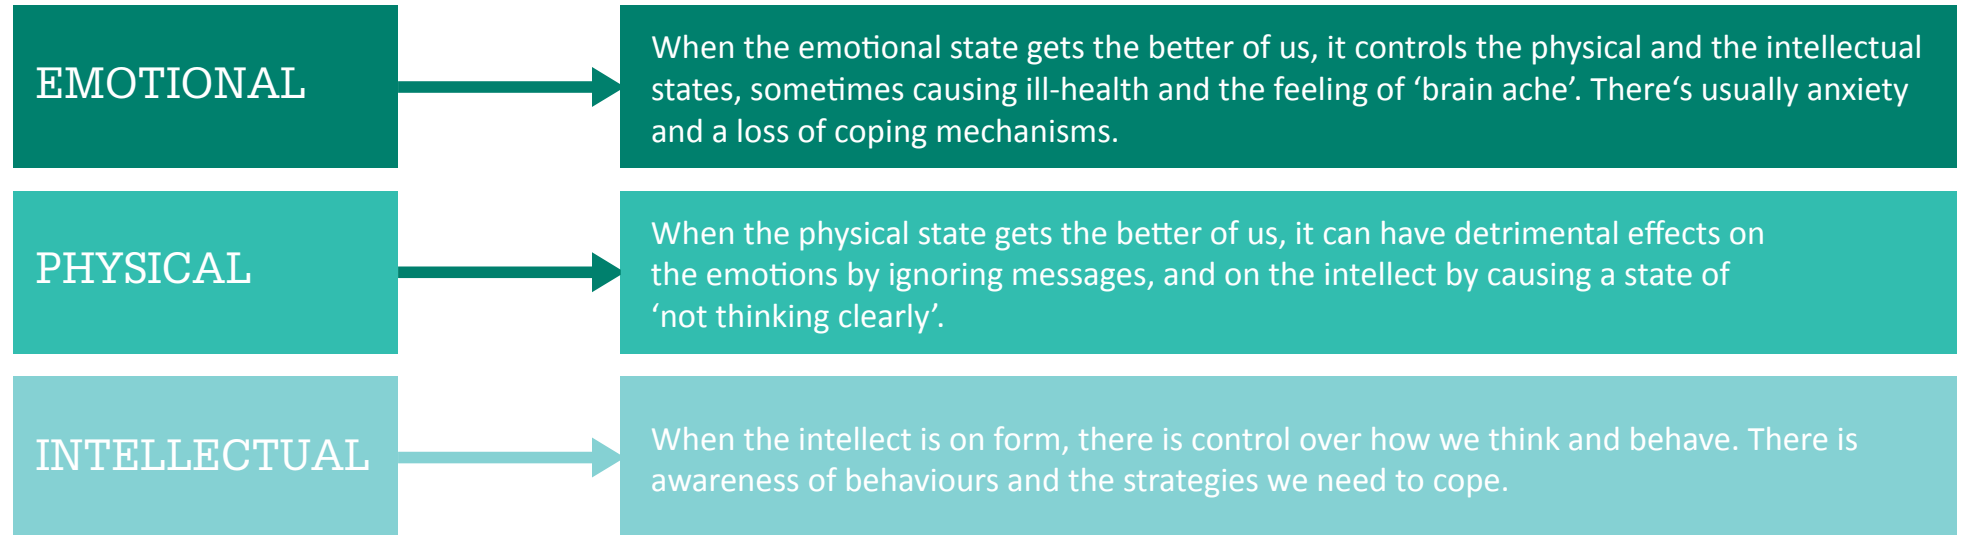 EMOTIONAL
When the emotional state gets the better of us, it controls the physical and the intellectual
states, sometimes causing ill-health and the feeling of ‘brain ache’. There‘s usually anxiety
and a loss of coping mechanisms.
PHYSICAL
When the physical state gets the better of us, it can have detrimental effects on
the emotions by ignoring messages, and on the intellect by causing a state of
‘not thinking clearly’.
INTELLECTUAL
When the intellect is on form, there is control over how we think and behave. There is
awareness of behaviours and the strategies we need to cope.